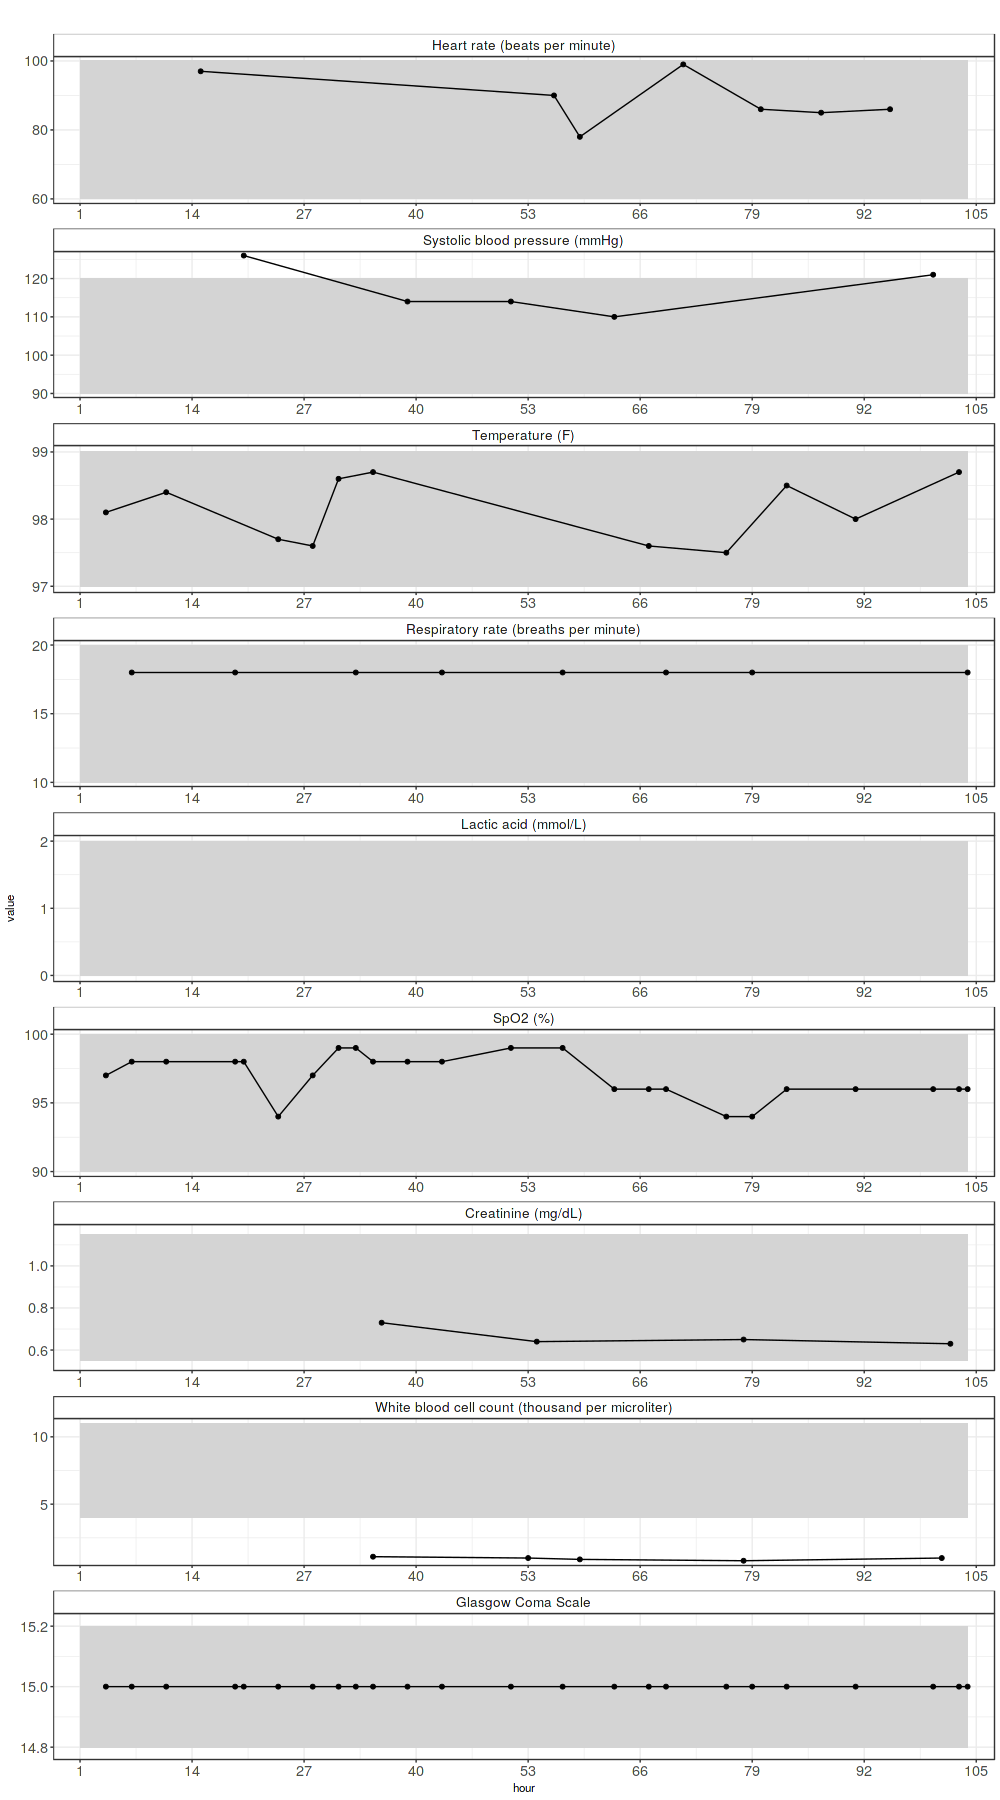 Heart rate (beats per minute)
100
80
60
1 14 27 40 53 66 79 92 105
Systolic blood pressure (mmHg)
120
110
100
90
1 14 27 40 53 66 79 92 105
Temperature (F)
99
98
97
1 14 27 40 53 66 79 92 105
Respiratory rate (breaths per minute)
20
15
10
1 14 27 40 53 66 79 92 105
Lactic acid (mmol/L)
2
1
0
1 14 27 40 53 66 79 92 105
value
SpO2 (%)
100
95
90
1 14 27 40 53 66 79 92 105
Creatinine (mg/dL)
1.0
0.8
0.6
1 14 27 40 53 66 79 92 105
White blood cell count (thousand per microliter)
10
5
1 14 27 40 53 66 79 92 105
Glasgow Coma Scale
15.2
15.0
14.8
1 14 27 40 53 66 79 92 105
hour